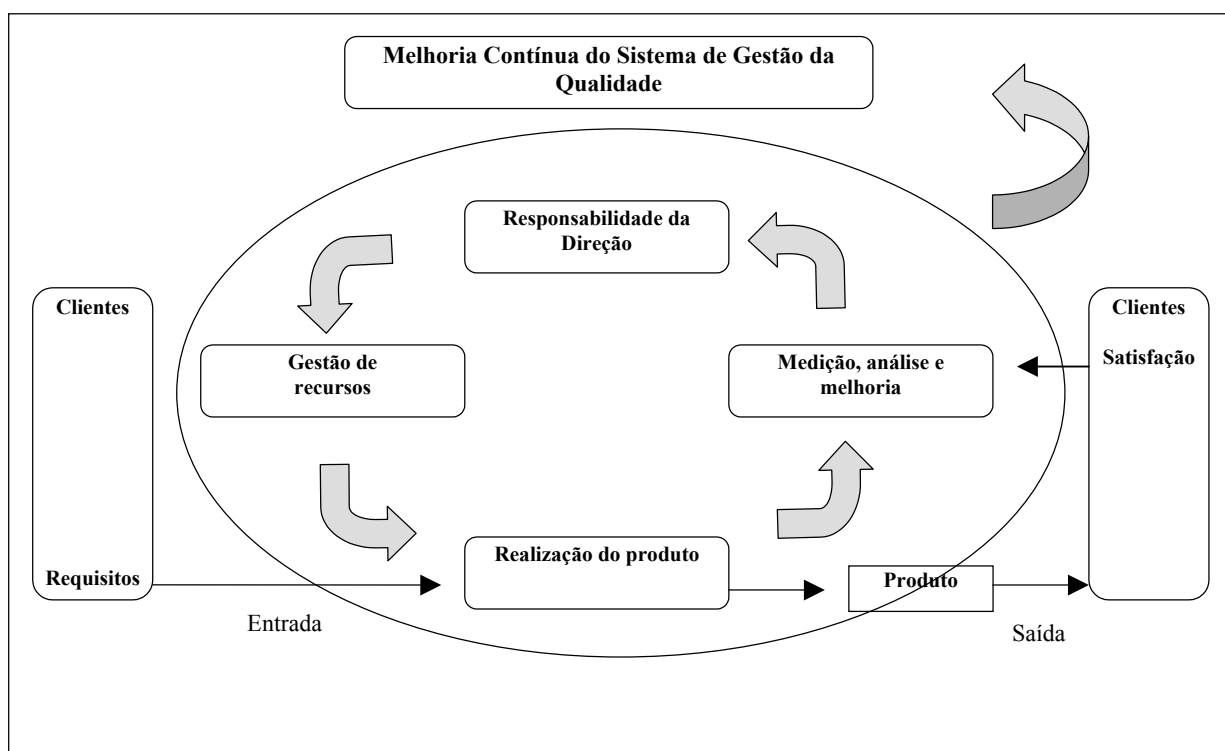 Melhoria Contínua do Sistema de Gestão da
Qualidade
Responsabilidade da
Direção
Clientes
Requisitos
Gestão de
recursos
Medição, análise e
melhoria
Clientes
Satisfação
Realização do produto
Produto
Entrada
Saída